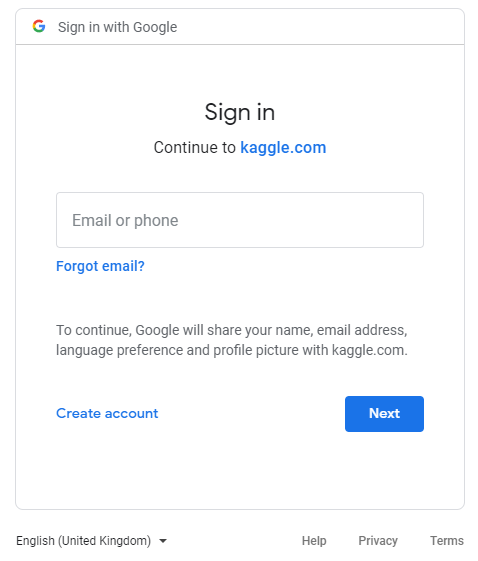 Sign in with Google
Sign in
Continue to kaggle.com
Email or phone
Forgot email?
To continue, Google will share your name, email address,
language preference and profile picture with kaggle.com.
Create account
Next
English (United Kingdom)
Help
Privacy
Terms